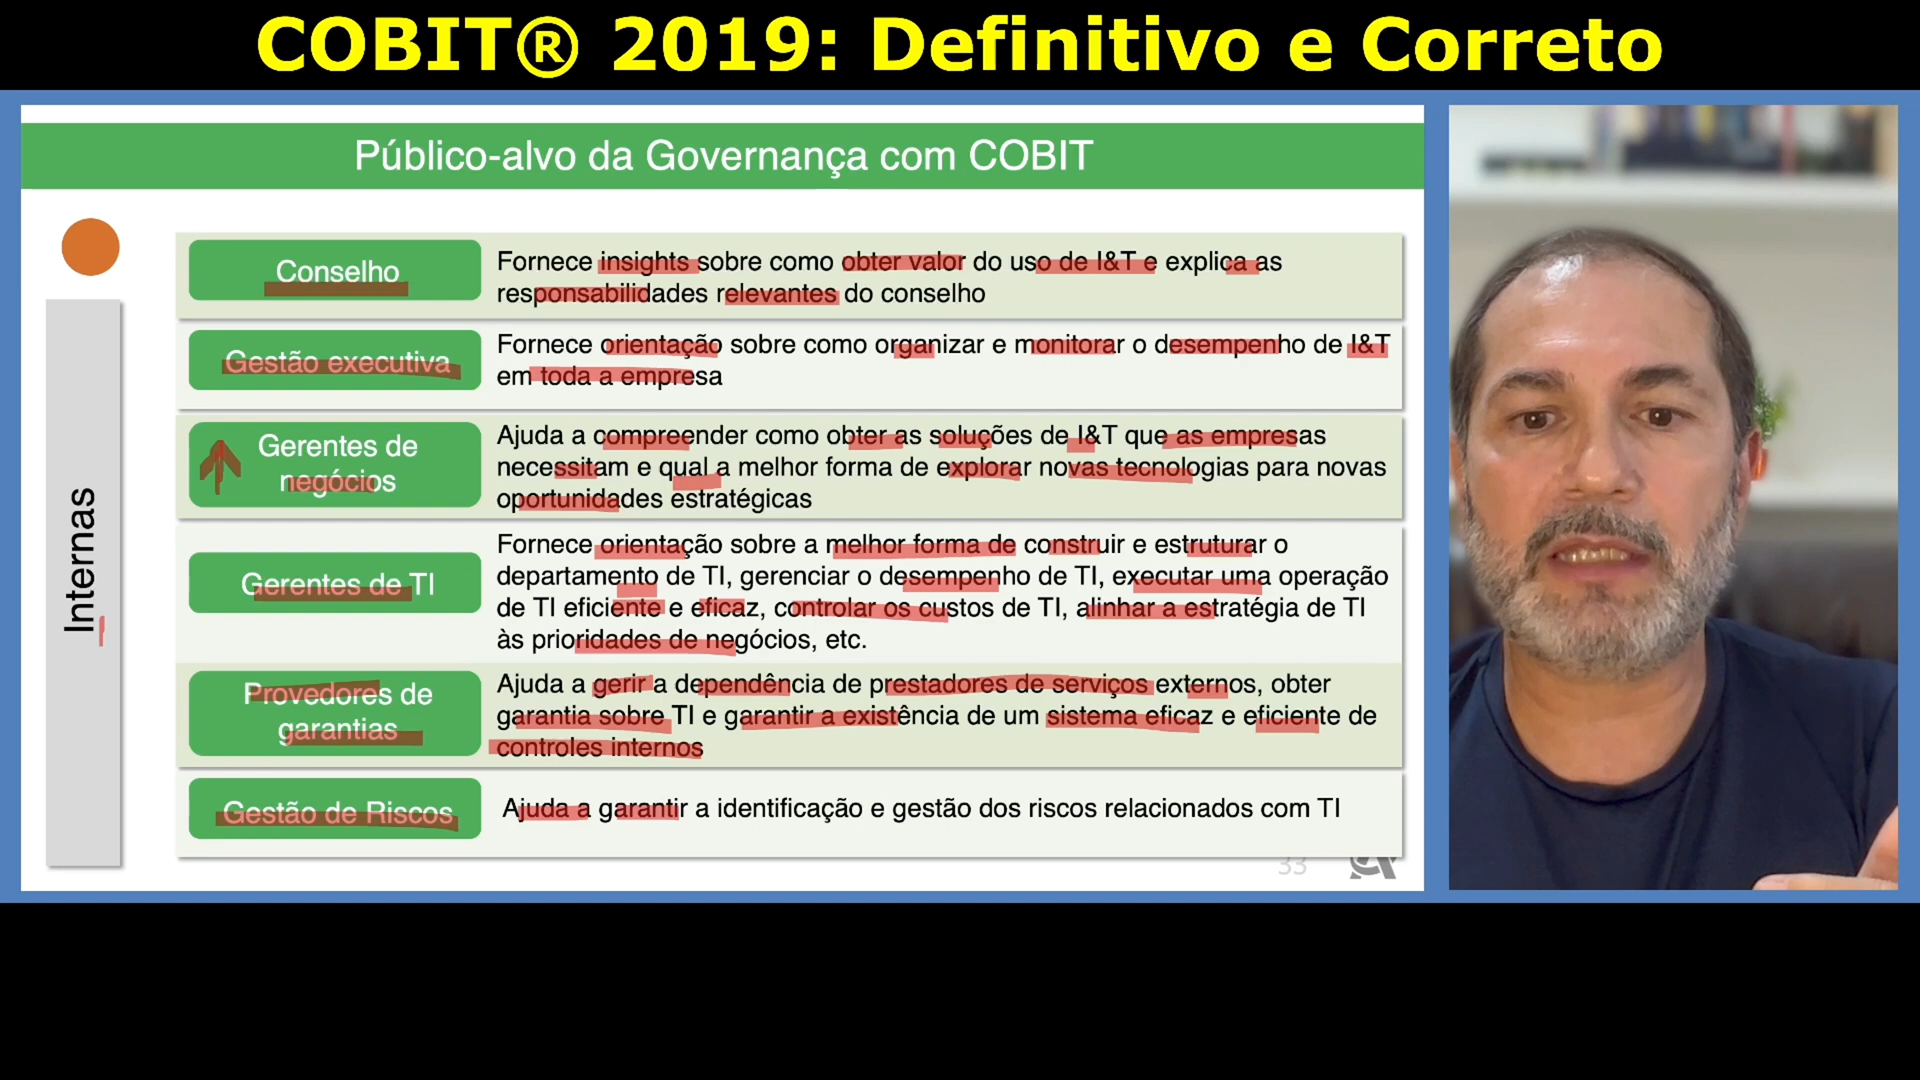 COBIT® 2019: Definitivo e Correto
Público-alvo da Governança com COBIT
Internas
Conselho
Fornece insights sobre como obter valor do uso de I&T e explica as
responsabilidades relevantes do conselho
Gestão executiva
Fornece orientação sobre como organizar e monitorar o desempenho de I&T
em toda a empresa
Gerentes de
negócios
Ajuda a compreender como obter as soluções de I&T que as empresas
necessitam e qual a melhor forma de explorar novas tecnologias para novas
oportunidades estratégicas
Gerentes de TI
Fornece orientação sobre a melhor forma de construir e estruturar o
departamento de TI, gerenciar o desempenho de TI, executar uma operação
de TI eficiente e eficaz, controlar os custos de TI, alinhar a estratégia de TI
às prioridades de negócios, etc.
Provedores de
garantias
Ajuda a gerir a dependência de prestadores de serviços externos, obter
garantia sobre TI e garantir a existência de um sistema eficaz e eficiente de
controles internos
Gestão de Riscos
Ajuda a garantir a identificação e gestão dos riscos relacionados com TI
33